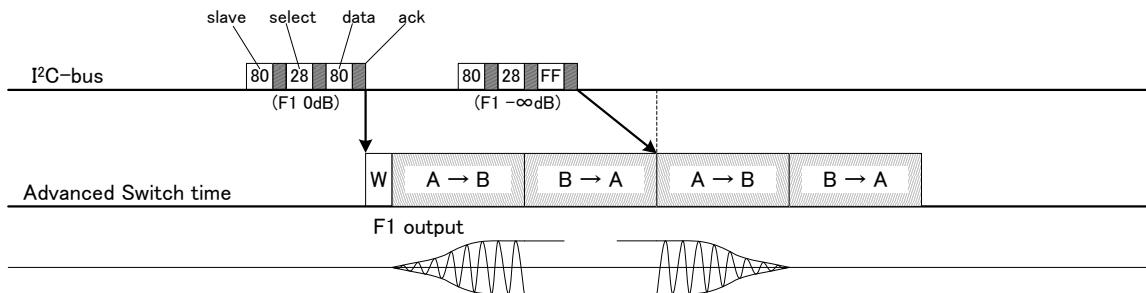 slave select data ack
I²C-bus 80 28 80 80 28 FF
(F1 0dB) (F1 −∞dB)
Advanced Switch time W A → B B → A A → B B → A
F1 output